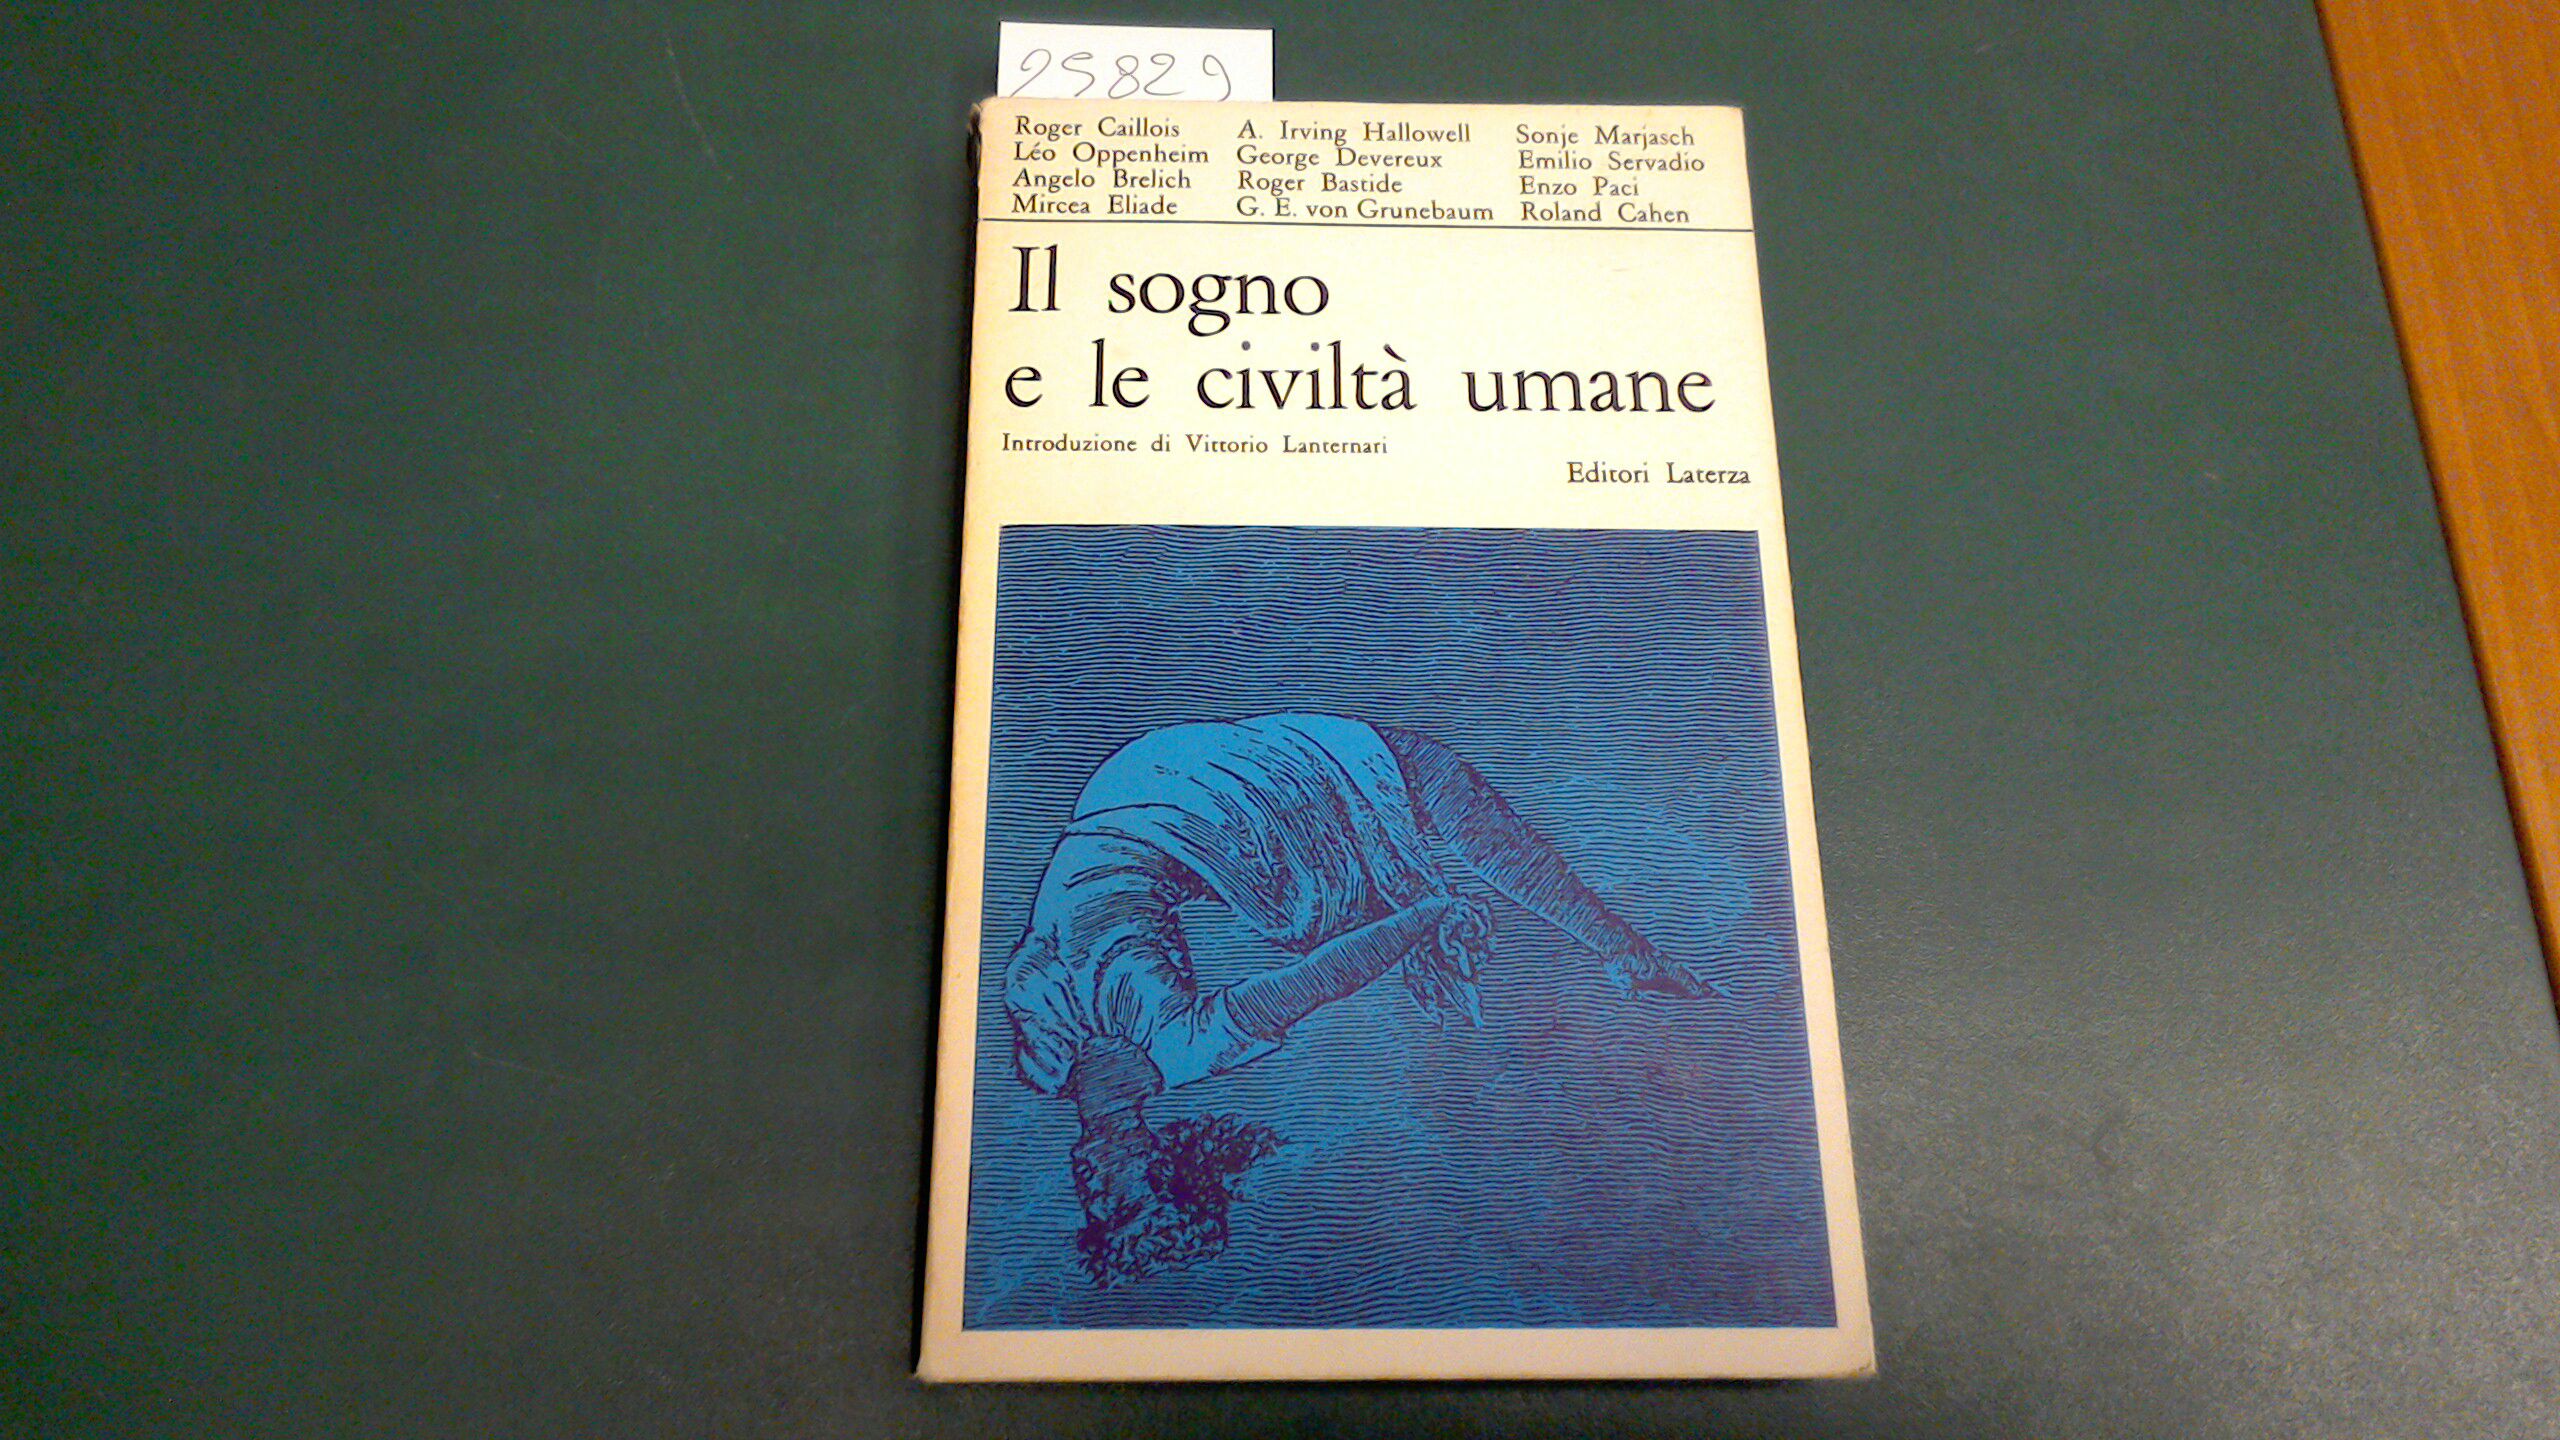 25829
Roger Caillois
Léo Oppenheim
Angelo Brelich
Mircea Eliade
A. Irving Hallowell
George Devereux
Roger Bastide
G. E. von Grunebaum
Sonje Marjasch
Emilio Servadio
Enzo Paci
Roland Cahen
Il sogno
e le civiltà umane
Introduzione di Vittorio Lanternari
Editori Laterza